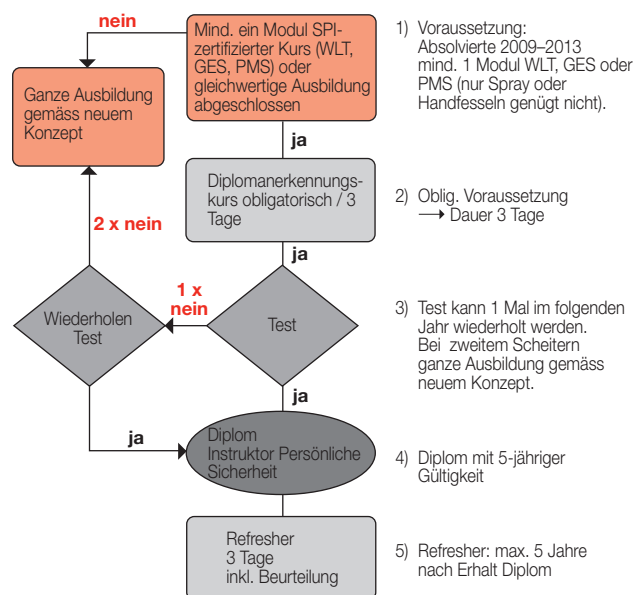 nein
Mind. ein Modul SPI-
zertifizierter Kurs (WLT,
GES, PMS) oder
gleichwertige Ausbildung
abgeschlossen
1) Voraussetzung:
Absolvierte 2009–2013
mind. 1 Modul WLT, GES oder
PMS (nur Spray oder
Handfesseln genügt nicht).
Ganze Ausbildung
gemäss neuem
Konzept
ja
Diplomanerkennungs-
kurs obligatorisch / 3
Tage
2) Oblig. Voraussetzung
→ Dauer 3 Tage
2 x nein
ja
1 x
nein
Wiederholen
Test
Test
3) Test kann 1 Mal im folgenden
Jahr wiederholt werden.
Bei zweitem Scheitern
ganze Ausbildung gemäss
neuem Konzept.
ja
ja
Diplom
Instruktor Persönliche
Sicherheit
4) Diplom mit 5-jähriger
Gültigkeit
Refresher
3 Tage
inkl. Beurteilung
5) Refresher: max. 5 Jahre
nach Erhalt Diplom